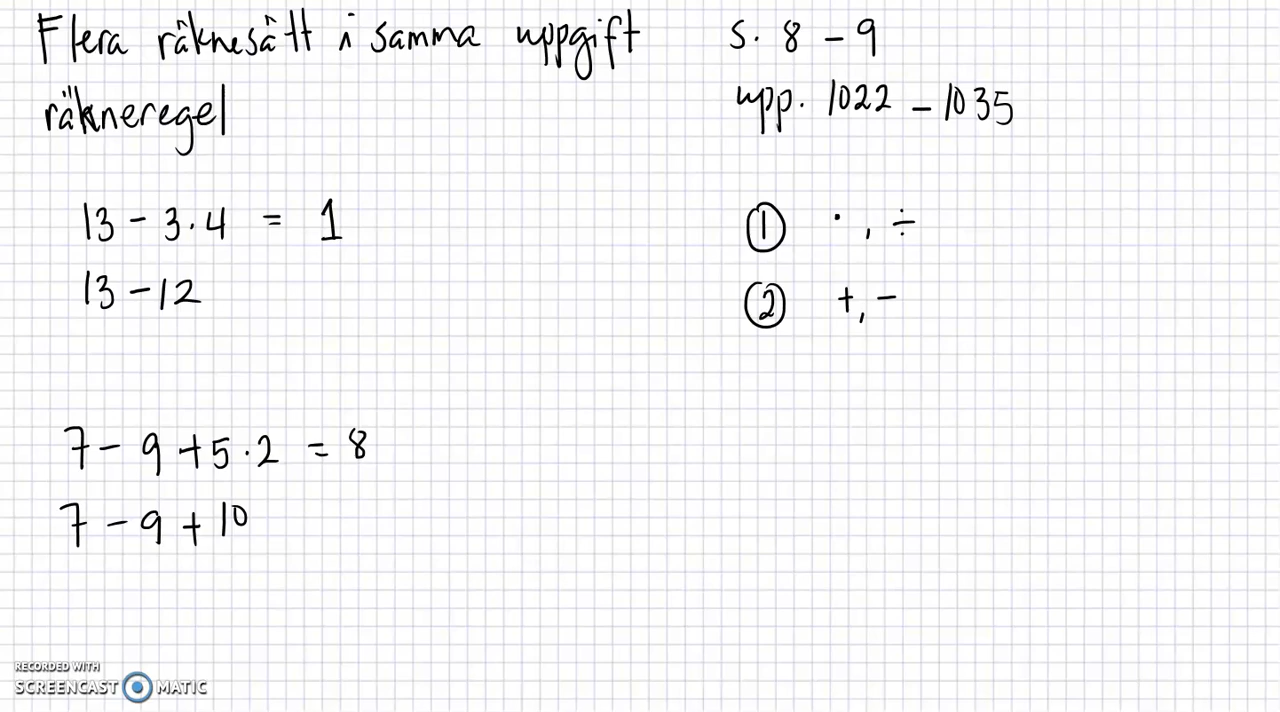 Flera räknesätt i samma uppgift
räkneregel
s. 8 - 9
upp. 1022 - 1035
13 - 3 · 4 = 1
13 - 12
① ·, ÷
② +, -
7 - 9 + 5 · 2 = 8
7 - 9 + 10
RECORDED WITH
SCREENCAST MATIC